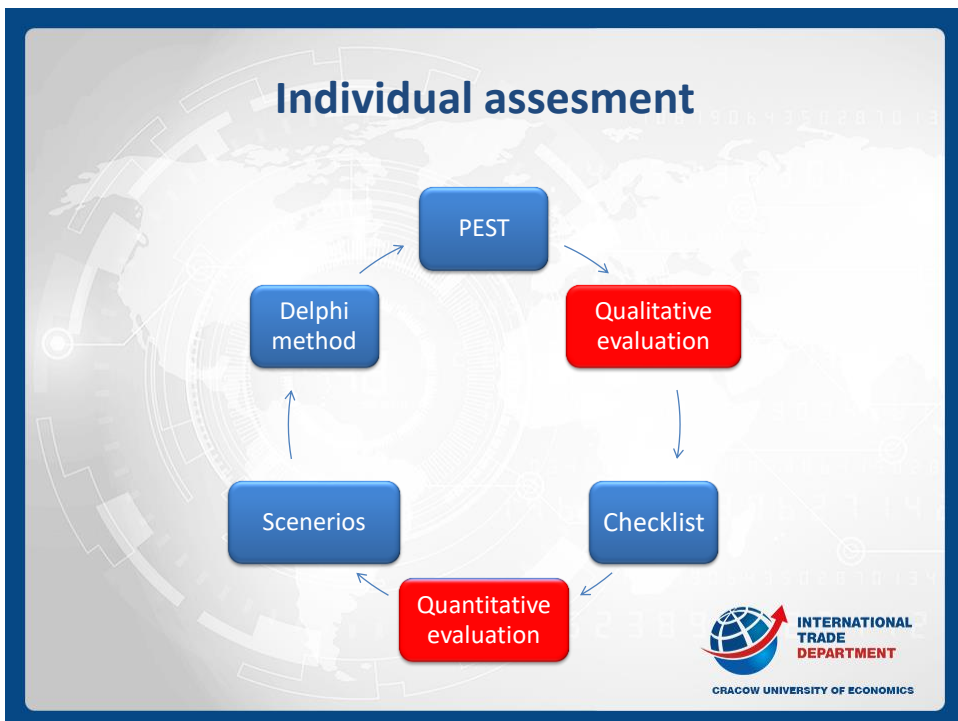 Individual assesment
PEST
Qualitative
evaluation
Checklist
Quantitative
evaluation
Scenerios
Delphi
method
INTERNATIONAL
TRADE
DEPARTMENT
CRACOW UNIVERSITY OF ECONOMICS